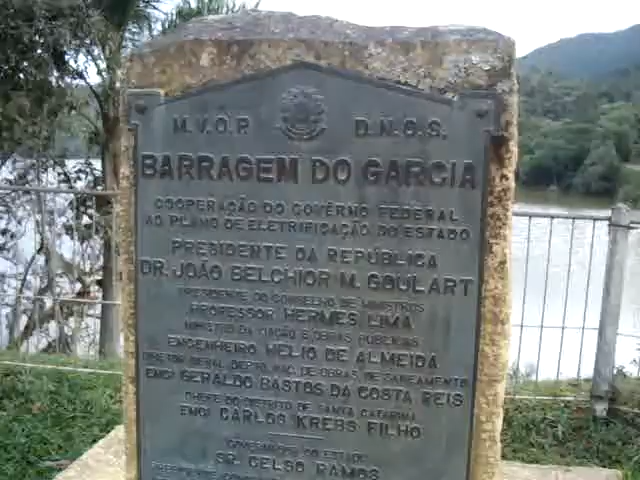 M.V.O.P. D.N.O.S.
BARRAGEM DO GARCIA
COOPERAÇÃO DO GOVÊRNO FEDERAL
AO PLANO DE ELETRIFICAÇÃO DO ESTADO
PRESIDENTE DA REPÚBLICA
DR. JOÃO BELCHIOR M. GOULART
PRESIDENTE DO CONSELHO DE MINISTROS
PROFESSOR HERMES LIMA
MINISTRO DA VIAÇÃO E OBRAS PÚBLICAS
ENGENHEIRO HELIO DE ALMEIDA
DIRETOR GERAL DEPTO. NAC. DE OBRAS DE SANEAMENTO
ENGº GERALDO BASTOS DA COSTA REIS
CHEFE DO DISTRITO DE SANTA CATARINA
ENGº CARLOS KREBS FILHO
GOVERNADOR DO ESTADO
SR. CELSO RAMOS
PRESIDENTE